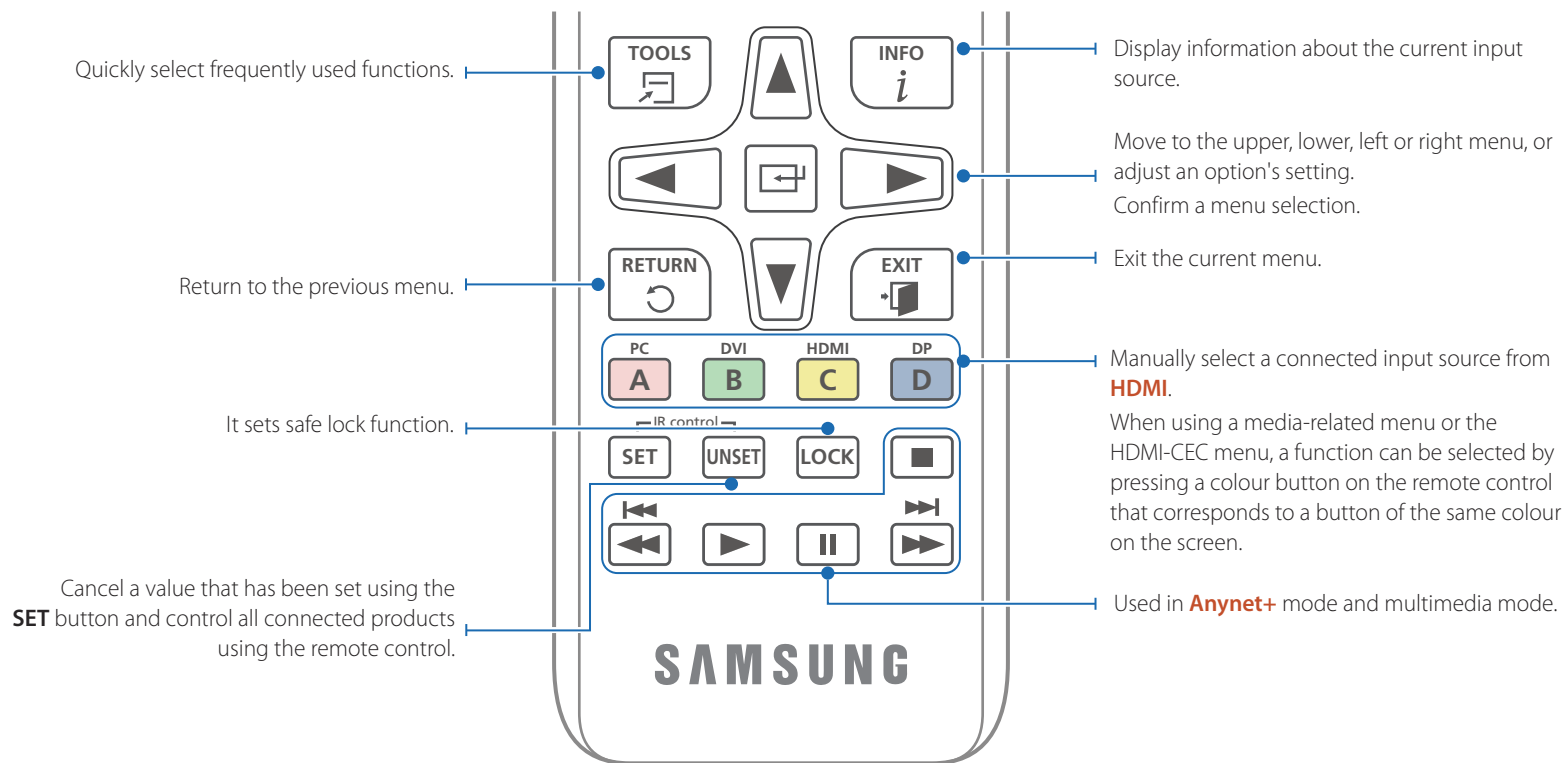 Quickly select frequently used functions.
Return to the previous menu.
It sets safe lock function.
Cancel a value that has been set using the
SET button and control all connected products
using the remote control.
TOOLS
INFO
i
RETURN
EXIT
PC DVI HDMI DP
A B C D
IR control
SET UNSET LOCK
SAMSUNG
Display information about the current input
source.
Move to the upper, lower, left or right menu, or
adjust an option's setting.
Confirm a menu selection.
Exit the current menu.
Manually select a connected input source from
HDMI.
When using a media-related menu or the
HDMI-CEC menu, a function can be selected by
pressing a colour button on the remote control
that corresponds to a button of the same colour
on the screen.
Used in Anynet+ mode and multimedia mode.